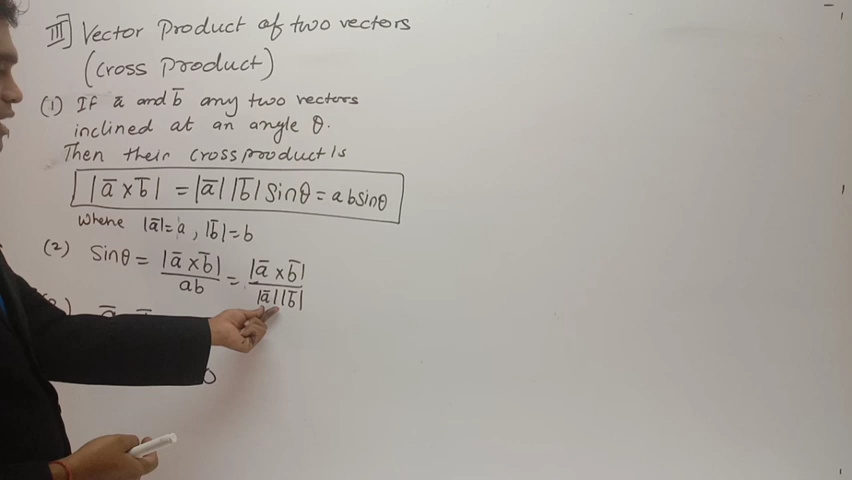 III] Vector Product of two vectors
(Cross Product)
(1) If a̅ and b̅ any two vectors
inclined at an angle θ.
Then their cross product is
|a̅ × b̅| = |a̅| |b̅| Sinθ = ab sinθ
Where |a̅|=a, |b̅|=b
(2) Sinθ = |a̅ × b̅| / ab = |a̅ × b̅| / |a̅| |b̅|